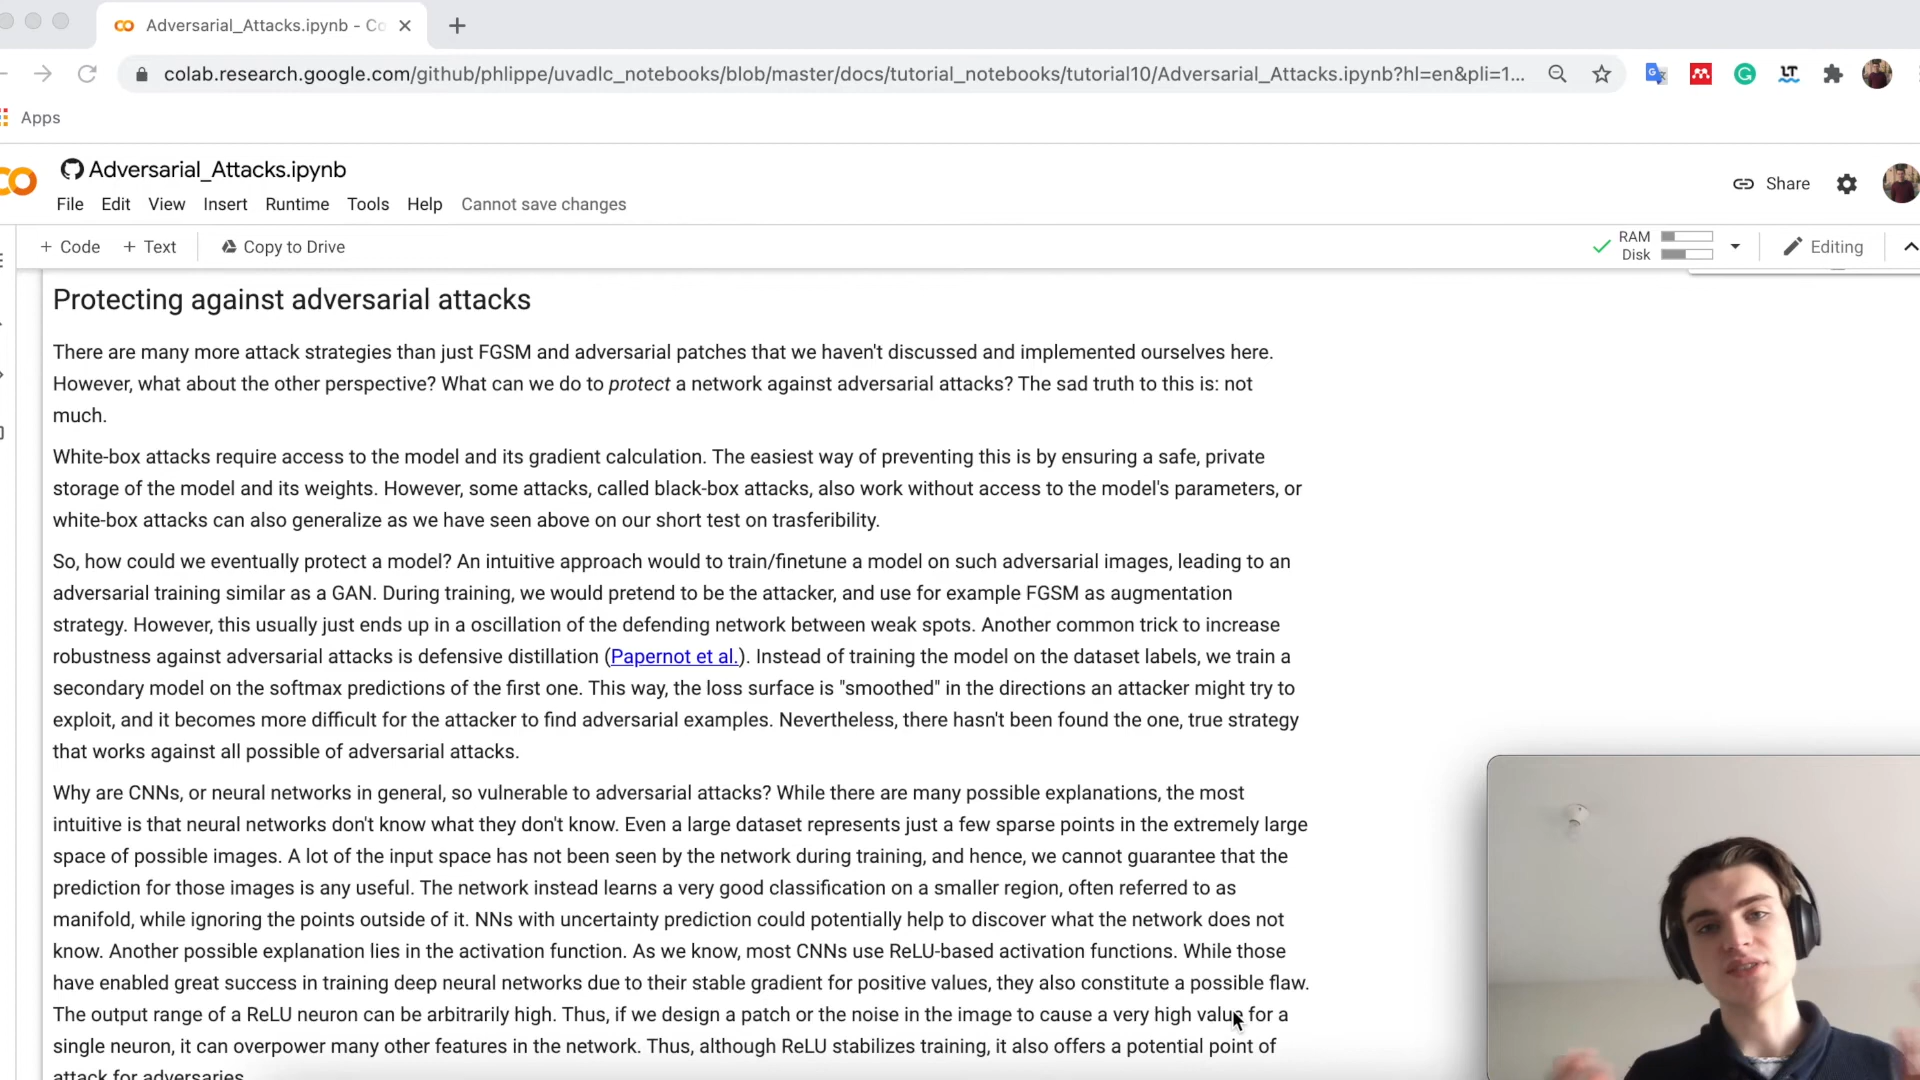 Adversarial_Attacks.ipynb - Co
colab.research.google.com/github/phlippe/uvadlc_notebooks/blob/master/docs/tutorial_notebooks/tutorial10/Adversarial_Attacks.ipynb?hl=en&pli=1...
Apps
Adversarial_Attacks.ipynb
Share
File Edit View Insert Runtime Tools Help Cannot save changes
+ Code + Text Copy to Drive
RAM
Disk
Editing
Protecting against adversarial attacks
There are many more attack strategies than just FGSM and adversarial patches that we haven't discussed and implemented ourselves here.
However, what about the other perspective? What can we do to protect a network against adversarial attacks? The sad truth to this is: not
much.
White-box attacks require access to the model and its gradient calculation. The easiest way of preventing this is by ensuring a safe, private
storage of the model and its weights. However, some attacks, called black-box attacks, also work without access to the model's parameters, or
white-box attacks can also generalize as we have seen above on our short test on trasferibility.
So, how could we eventually protect a model? An intuitive approach would to train/finetune a model on such adversarial images, leading to an
adversarial training similar as a GAN. During training, we would pretend to be the attacker, and use for example FGSM as augmentation
strategy. However, this usually just ends up in a oscillation of the defending network between weak spots. Another common trick to increase
robustness against adversarial attacks is defensive distillation (Papernot et al.). Instead of training the model on the dataset labels, we train a
secondary model on the softmax predictions of the first one. This way, the loss surface is "smoothed" in the directions an attacker might try to
exploit, and it becomes more difficult for the attacker to find adversarial examples. Nevertheless, there hasn't been found the one, true strategy
that works against all possible of adversarial attacks.
Why are CNNs, or neural networks in general, so vulnerable to adversarial attacks? While there are many possible explanations, the most
intuitive is that neural networks don't know what they don't know. Even a large dataset represents just a few sparse points in the extremely large
space of possible images. A lot of the input space has not been seen by the network during training, and hence, we cannot guarantee that the
prediction for those images is any useful. The network instead learns a very good classification on a smaller region, often referred to as
manifold, while ignoring the points outside of it. NNs with uncertainty prediction could potentially help to discover what the network does not
know. Another possible explanation lies in the activation function. As we know, most CNNs use ReLU-based activation functions. While those
have enabled great success in training deep neural networks due to their stable gradient for positive values, they also constitute a possible flaw.
The output range of a ReLU neuron can be arbitrarily high. Thus, if we design a patch or the noise in the image to cause a very high value for a
single neuron, it can overpower many other features in the network. Thus, although ReLU stabilizes training, it also offers a potential point of
attack for adversaries.